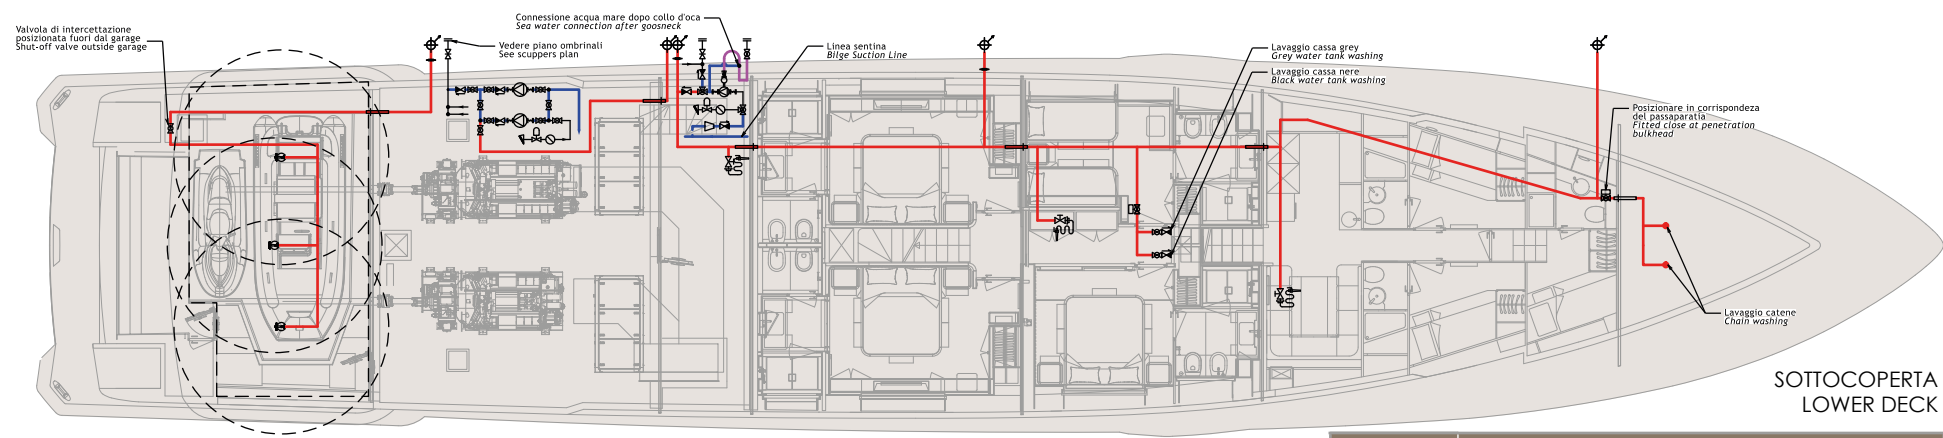 Valvola di intercettazione
posizionata fuori dal garage
Shut-off valve outside garage
Connessione acqua mare dopo collo d'oca
Sea water connection after goosneck
Vedere piano ombrinali
See scuppers plan
Linea sentina
Bilge Suction Line
Lavaggio cassa grey
Grey water tank washing
Lavaggio cassa nere
Black water tank washing
Posizionare in corrispondeza
del passaparatia
Fitted close at penetration
bulkhead
Lavaggio catene
Chain washing
SOTTOCOPERTA
LOWER DECK